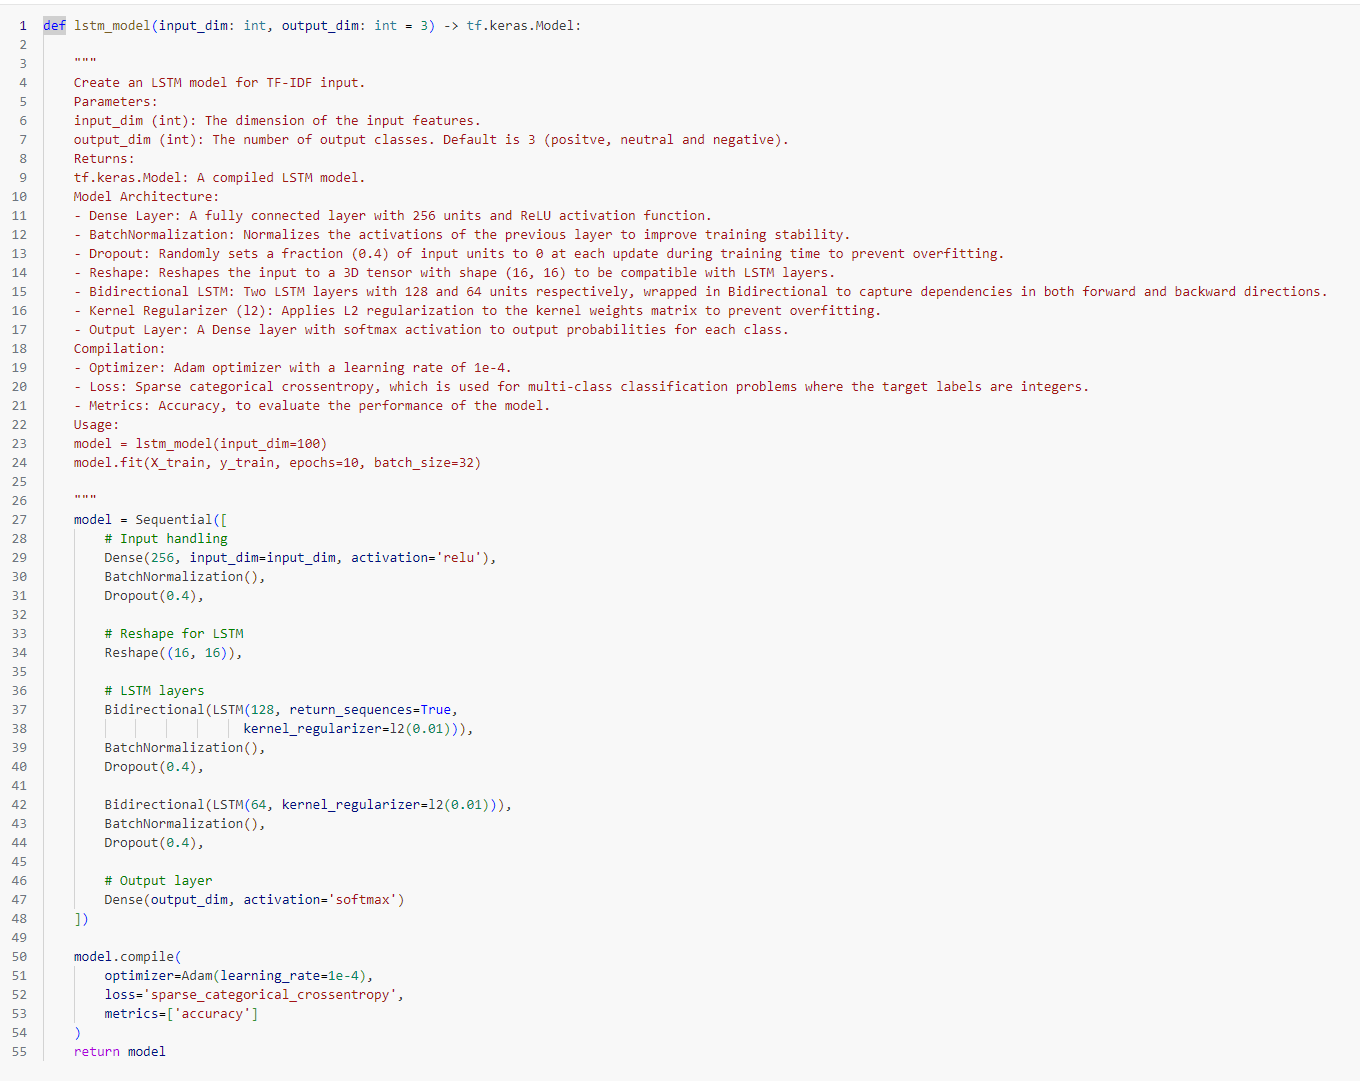 1 def lstm_model(input_dim: int, output_dim: int = 3) -> tf.keras.Model:
2
3 """
4 Create an LSTM model for TF-IDF input.
5 Parameters:
6 input_dim (int): The dimension of the input features.
7 output_dim (int): The number of output classes. Default is 3 (positve, neutral and negative).
8 Returns:
9 tf.keras.Model: A compiled LSTM model.
10 Model Architecture:
11 - Dense Layer: A fully connected layer with 256 units and ReLU activation function.
12 - BatchNormalization: Normalizes the activations of the previous layer to improve training stability.
13 - Dropout: Randomly sets a fraction (0.4) of input units to 0 at each update during training time to prevent overfitting.
14 - Reshape: Reshapes the input to a 3D tensor with shape (16, 16) to be compatible with LSTM layers.
15 - Bidirectional LSTM: Two LSTM layers with 128 and 64 units respectively, wrapped in Bidirectional to capture dependencies in both forward and backward directions.
16 - Kernel Regularizer (l2): Applies L2 regularization to the kernel weights matrix to prevent overfitting.
17 - Output Layer: A Dense layer with softmax activation to output probabilities for each class.
18 Compilation:
19 - Optimizer: Adam optimizer with a learning rate of 1e-4.
20 - Loss: Sparse categorical crossentropy, which is used for multi-class classification problems where the target labels are integers.
21 - Metrics: Accuracy, to evaluate the performance of the model.
22 Usage:
23 model = lstm_model(input_dim=100)
24 model.fit(X_train, y_train, epochs=10, batch_size=32)
25
26 """
27 model = Sequential([
28 # Input handling
29 Dense(256, input_dim=input_dim, activation='relu'),
30 BatchNormalization(),
31 Dropout(0.4),
32
33 # Reshape for LSTM
34 Reshape((16, 16)),
35
36 # LSTM layers
37 Bidirectional(LSTM(128, return_sequences=True,
38 kernel_regularizer=l2(0.01))),
39 BatchNormalization(),
40 Dropout(0.4),
41
42 Bidirectional(LSTM(64, kernel_regularizer=l2(0.01))),
43 BatchNormalization(),
44 Dropout(0.4),
45
46 # Output layer
47 Dense(output_dim, activation='softmax')
48 ])
49
50 model.compile(
51 optimizer=Adam(learning_rate=1e-4),
52 loss='sparse_categorical_crossentropy',
53 metrics=['accuracy']
54 )
55 return model